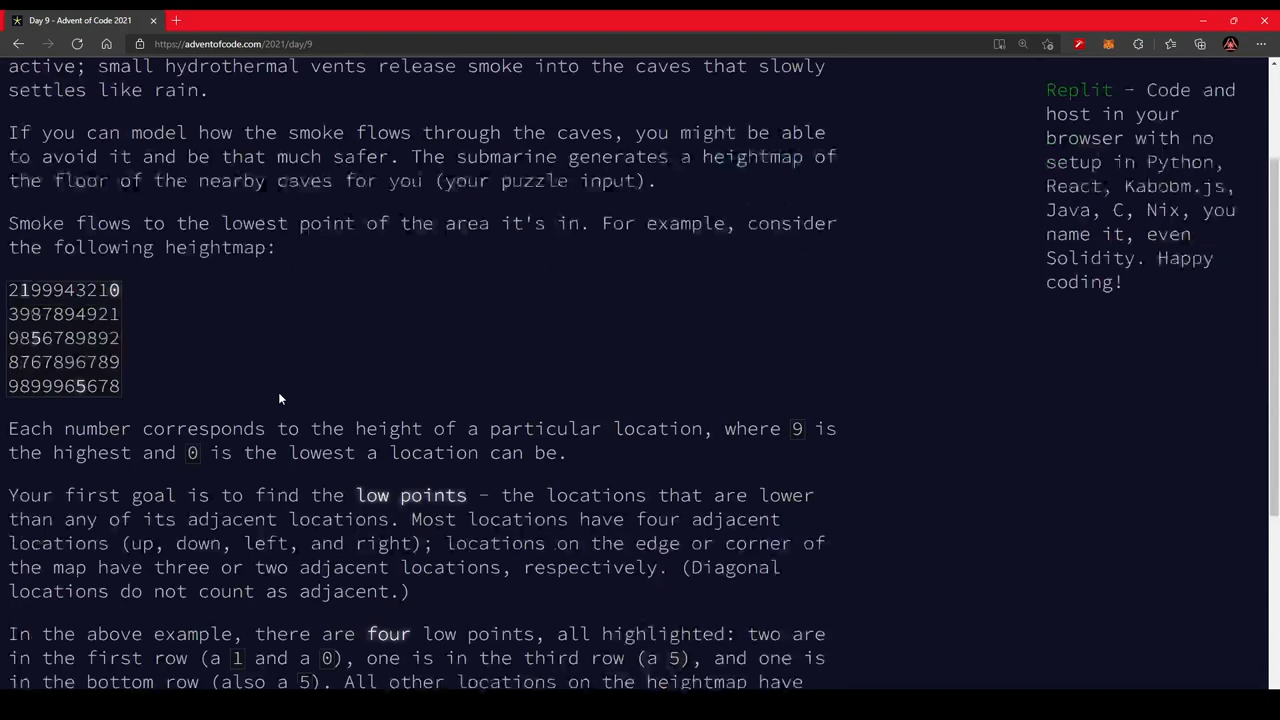 Day 9 - Advent of Code 2021
https://adventofcode.com/2021/day/9
active; small hydrothermal vents release smoke into the caves that slowly
settles like rain.
If you can model how the smoke flows through the caves, you might be able
to avoid it and be that much safer. The submarine generates a heightmap of
the floor of the nearby caves for you (your puzzle input).
Smoke flows to the lowest point of the area it's in. For example, consider
the following heightmap:
2199943210
3987894921
9856789892
8767896789
9899965678
Each number corresponds to the height of a particular location, where 9 is
the highest and 0 is the lowest a location can be.
Your first goal is to find the low points - the locations that are lower
than any of its adjacent locations. Most locations have four adjacent
locations (up, down, left, and right); locations on the edge or corner of
the map have three or two adjacent locations, respectively. (Diagonal
locations do not count as adjacent.)
In the above example, there are four low points, all highlighted: two are
in the first row (a 1 and a 0), one is in the third row (a 5), and one is
in the bottom row (also a 5). All other locations on the heightmap have
Replit - Code and
host in your
browser with no
setup in Python,
React, Kaboom.js,
Java, C, Nix, you
name it, even
Solidity. Happy
coding!